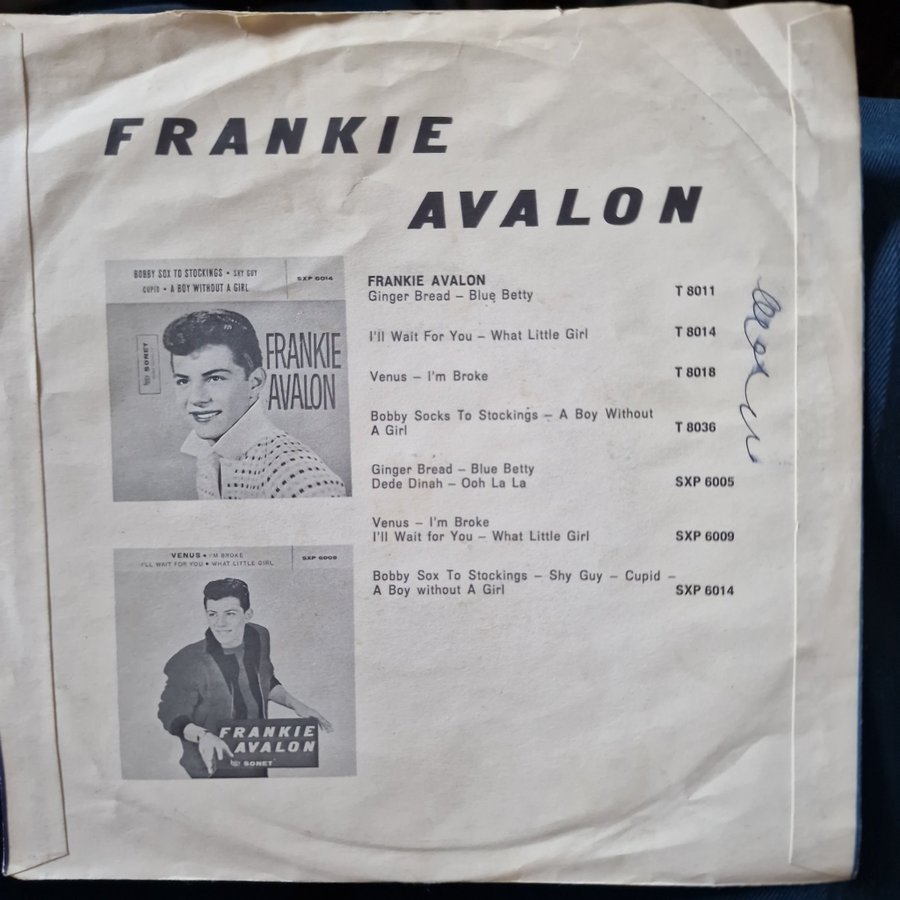 FRANKIE
AVALON
BOBBY SOX TO STOCKINGS • SHY GUY
CUPID • A BOY WITHOUT A GIRL
SXP 6014
SONET
FRANKIE
AVALON
FRANKIE AVALON
Ginger Bread – Blue Betty T 8011
I'll Wait For You – What Little Girl T 8014
Venus – I'm Broke T 8018
Bobby Socks To Stockings – A Boy Without
A Girl T 8036
Ginger Bread – Blue Betty
Dede Dinah – Ooh La La SXP 6005
Venus – I'm Broke
I'll Wait for You – What Little Girl SXP 6009
Bobby Sox To Stockings – Shy Guy – Cupid –
A Boy without A Girl SXP 6014
VENUS • I'M BROKE
I'LL WAIT FOR YOU • WHAT LITTLE GIRL
SXP 6009
FRANKIE
AVALON
SONET